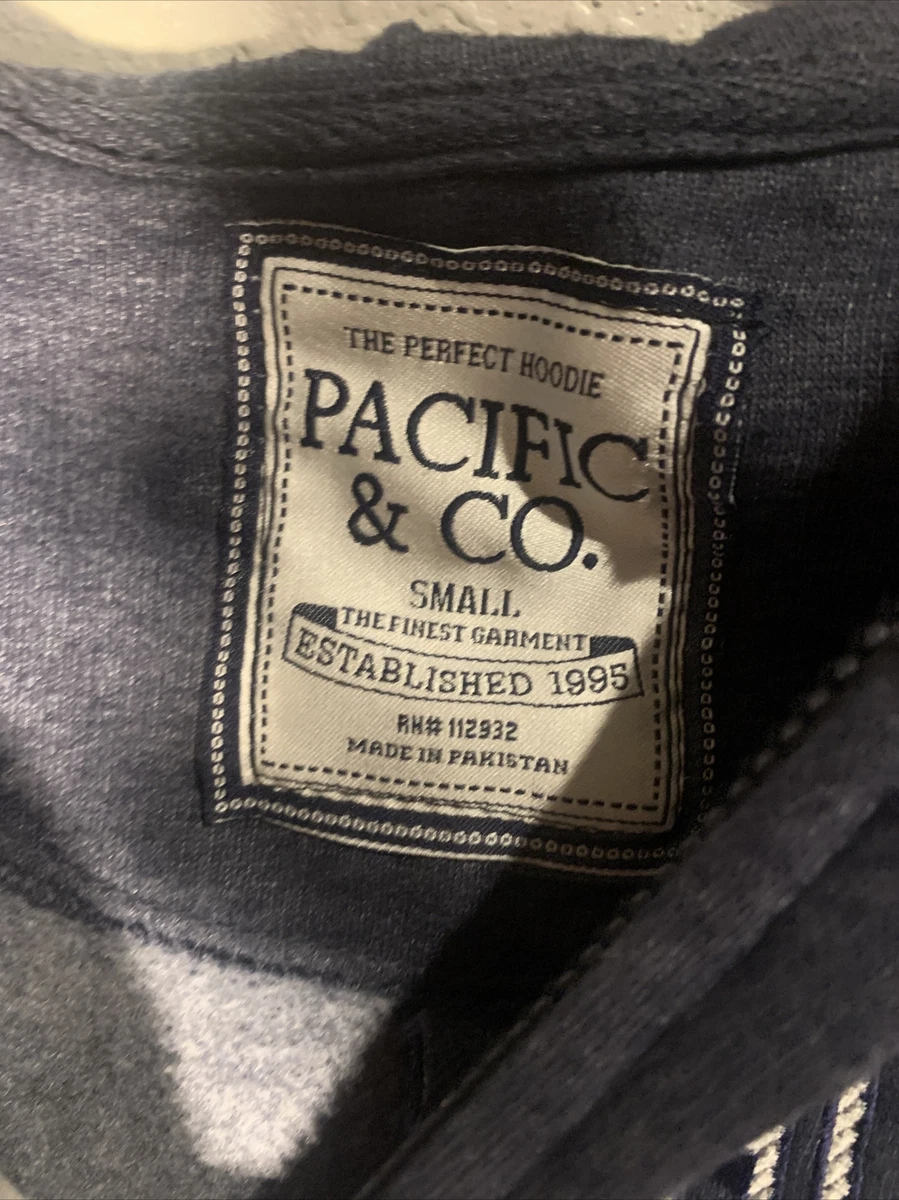 THE PERFECT HOODIE
PACIFIC
& CO.
SMALL
THE FINEST GARMENT
ESTABLISHED 1995
RN# 112932
MADE IN PAKISTAN